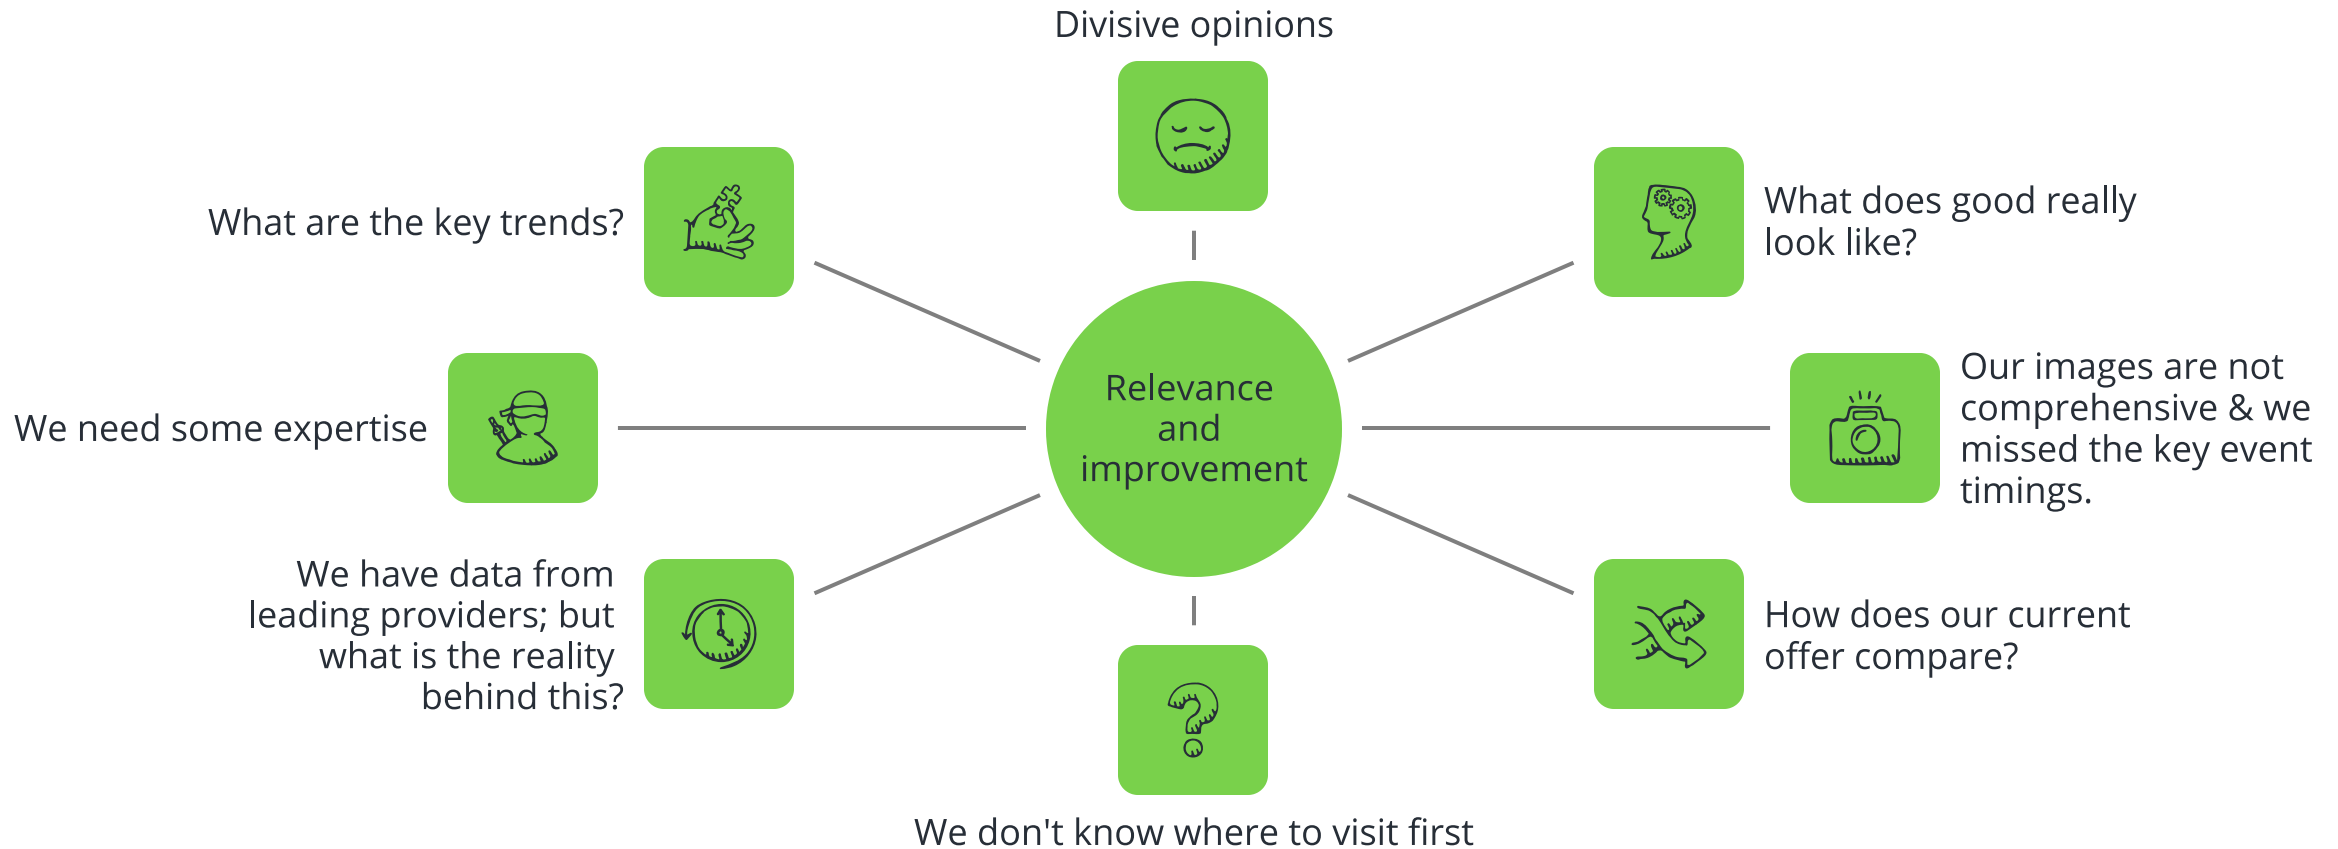 Divisive opinions
What are the key trends?
What does good really
look like?
We need some expertise
Relevance
and
improvement
Our images are not
comprehensive & we
missed the key event
timings.
We have data from
leading providers; but
what is the reality
behind this?
How does our current
offer compare?
We don't know where to visit first